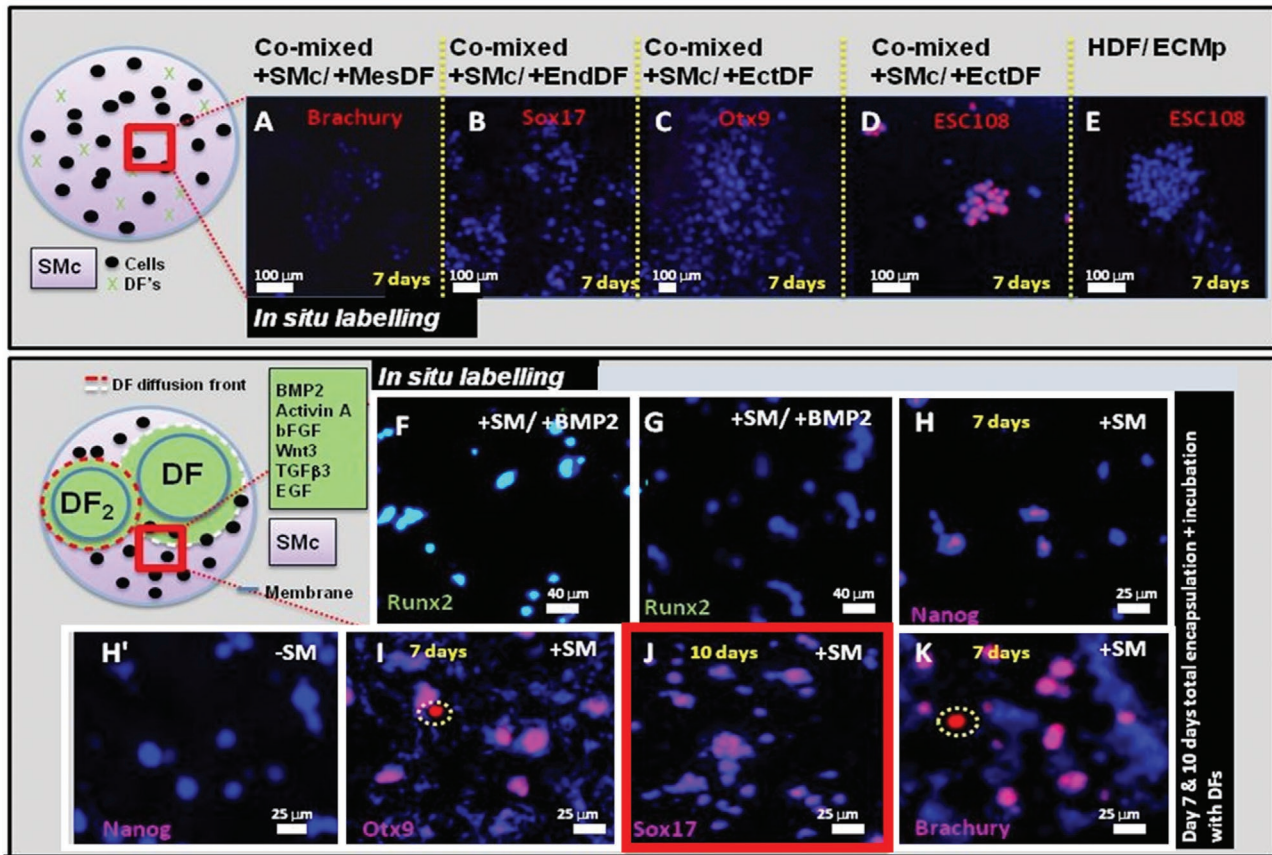 Co-mixed +SMc/+MesDF
Co-mixed +SMc/+EndDF
Co-mixed +SMc/+EctDF
Co-mixed +SMc/+EctDF
HDF/ECMp
A Brachury
B Sox17
C Otx9
D ESC108
E ESC108
SMc
Cells
X DF's
100 μm 7 days
100 μm 7 days
100 μm 7 days
100 μm 7 days
100 μm 7 days
In situ labelling
DF diffusion front
BMP2
Activin A
bFGF
Wnt3
TGFβ3
EGF
DF
DF₂
SMc
Membrane
In situ labelling
F +SM/ +BMP2
Runx2 40 μm
G +SM/ +BMP2
Runx2 40 μm
H 7 days +SM
Nanog 25 μm
H' -SM
Nanog 25 μm
I 7 days +SM
Otx9 25 μm
J 10 days +SM
Sox17 25 μm
K 7 days +SM
Brachury 25 μm
Day 7 & 10 days total encapsulation + incubation
with DFs